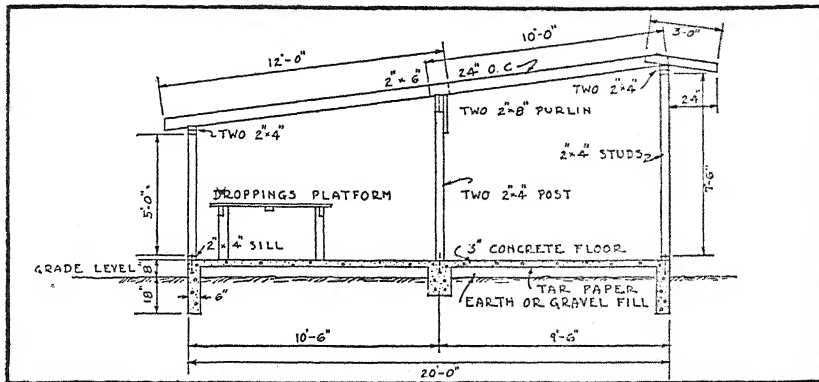 3'-0"
10'-0"
12'-0"
24" O.C
2" x 6"
TWO 2"x4"
24"
TWO 2"x8" PURLIN
TWO 2"x4"
2"x4" STUDS
7'-6"
DROPPINGS PLATFORM
5'-0"
TWO 2"x4" POST
2" x 4" SILL
3" CONCRETE FLOOR
GRADE LEVEL
8"
TAR PAPER
EARTH OR GRAVEL FILL
18"
6"
10'-6"
9'-6"
20'-0"